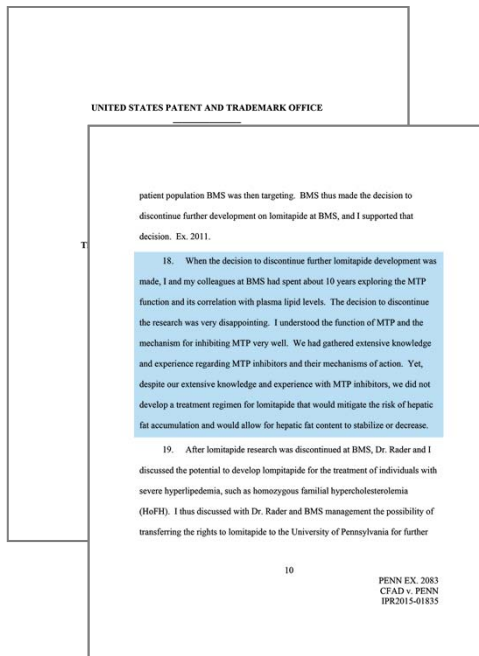 UNITED STATES PATENT AND TRADEMARK OFFICE
T
patient population BMS was then targeting.  BMS thus made the decision to
discontinue further development on lomitapide at BMS, and I supported that
decision.  Ex. 2011.
18.    When the decision to discontinue further lomitapide development was
made, I and my colleagues at BMS had spent about 10 years exploring the MTP
function and its correlation with plasma lipid levels.  The decision to discontinue
the research was very disappointing.  I understood the function of MTP and the
mechanism for inhibiting MTP very well.  We had gathered extensive knowledge
and experience regarding MTP inhibitors and their mechanisms of action.  Yet,
despite our extensive knowledge and experience with MTP inhibitors, we did not
develop a treatment regimen for lomitapide that would mitigate the risk of hepatic
fat accumulation and would allow for hepatic fat content to stabilize or decrease.
19.    After lomitapide research was discontinued at BMS, Dr. Rader and I
discussed the potential to develop lompitapide for the treatment of individuals with
severe hyperlipedemia, such as homozygous familial hypercholesterolemia
(HoFH).  I thus discussed with Dr. Rader and BMS management the possibility of
transferring the rights to lomitapide to the University of Pennsylvania for further
10
PENN EX. 2083
CFAD v. PENN
IPR2015-01835